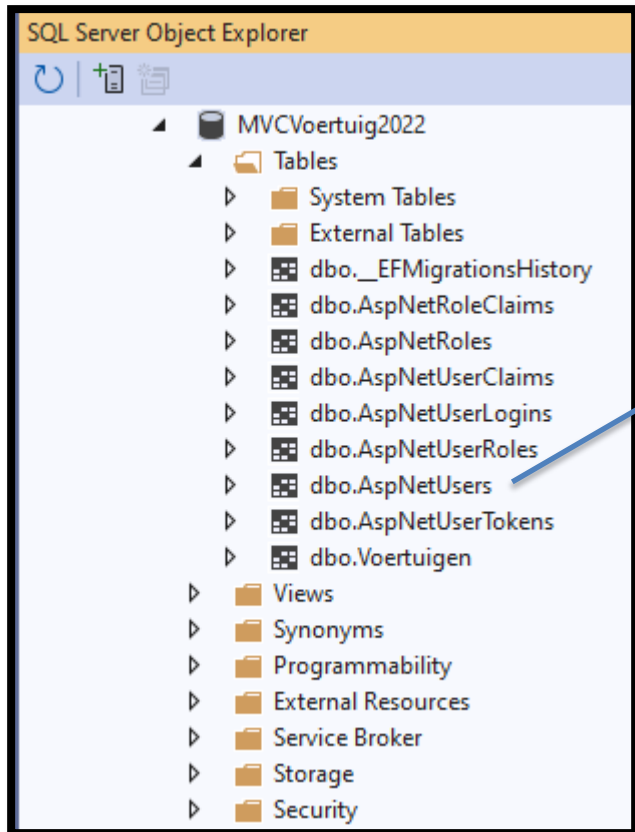 SQL Server Object Explorer
MVCVoertuig2022
Tables
System Tables
External Tables
dbo.__EFMigrationsHistory
dbo.AspNetRoleClaims
dbo.AspNetRoles
dbo.AspNetUserClaims
dbo.AspNetUserLogins
dbo.AspNetUserRoles
dbo.AspNetUsers
dbo.AspNetUserTokens
dbo.Voertuigen
Views
Synonyms
Programmability
External Resources
Service Broker
Storage
Security